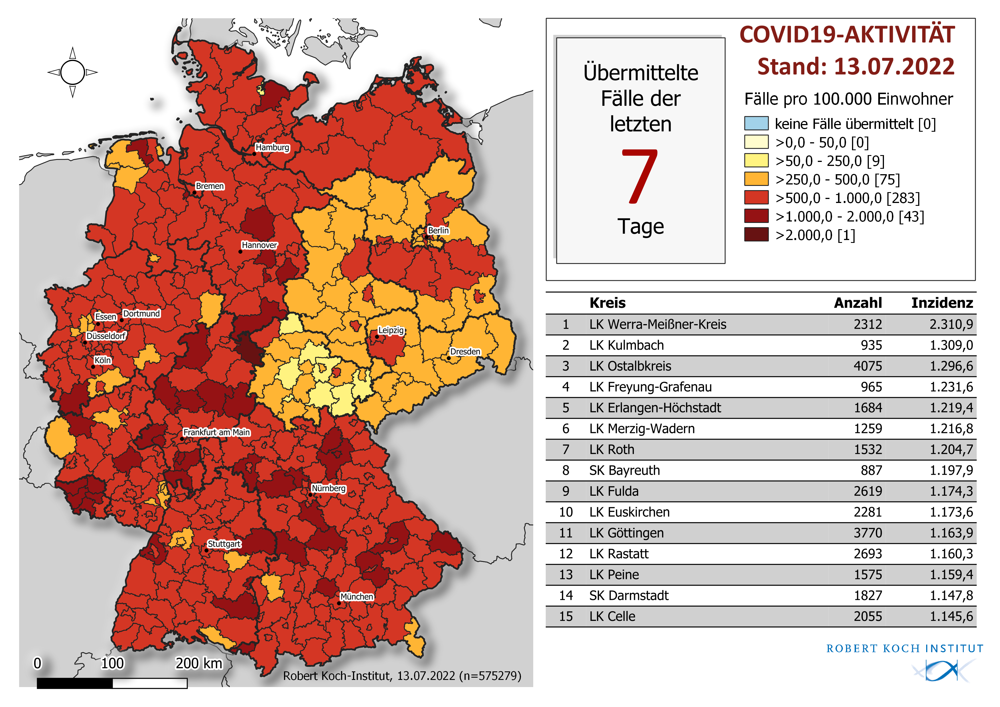 COVID19-AKTIVITÄT
Stand: 13.07.2022
Übermittelte
Fälle der
letzten
7
Tage
Fälle pro 100.000 Einwohner
keine Fälle übermittelt [0]
>0,0 - 50,0 [0]
>50,0 - 250,0 [9]
>250,0 - 500,0 [75]
>500,0 - 1.000,0 [283]
>1.000,0 - 2.000,0 [43]
>2.000,0 [1]
Hamburg
Bremen
Berlin
Hannover
Essen
Dortmund
Düsseldorf
Leipzig
Köln
Dresden
Frankfurt am Main
Nürnberg
Stuttgart
München
0 100 200 km
Robert Koch-Institut, 13.07.2022 (n=575279)
Kreis Anzahl Inzidenz
1 LK Werra-Meißner-Kreis 2312 2.310,9
2 LK Kulmbach 935 1.309,0
3 LK Ostalbkreis 4075 1.296,6
4 LK Freyung-Grafenau 965 1.231,6
5 LK Erlangen-Höchstadt 1684 1.219,4
6 LK Merzig-Wadern 1259 1.216,8
7 LK Roth 1532 1.204,7
8 SK Bayreuth 887 1.197,9
9 LK Fulda 2619 1.174,3
10 LK Euskirchen 2281 1.173,6
11 LK Göttingen 3770 1.163,9
12 LK Rastatt 2693 1.160,3
13 LK Peine 1575 1.159,4
14 SK Darmstadt 1827 1.147,8
15 LK Celle 2055 1.145,6
ROBERT KOCH INSTITUT